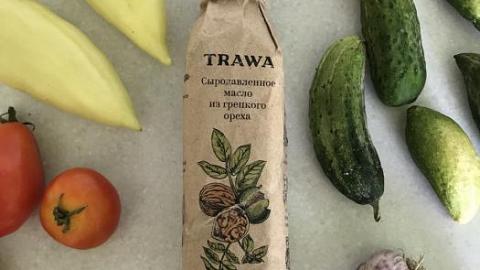 TRAWA
Сыродавленное
масло
из грецкого
ореха